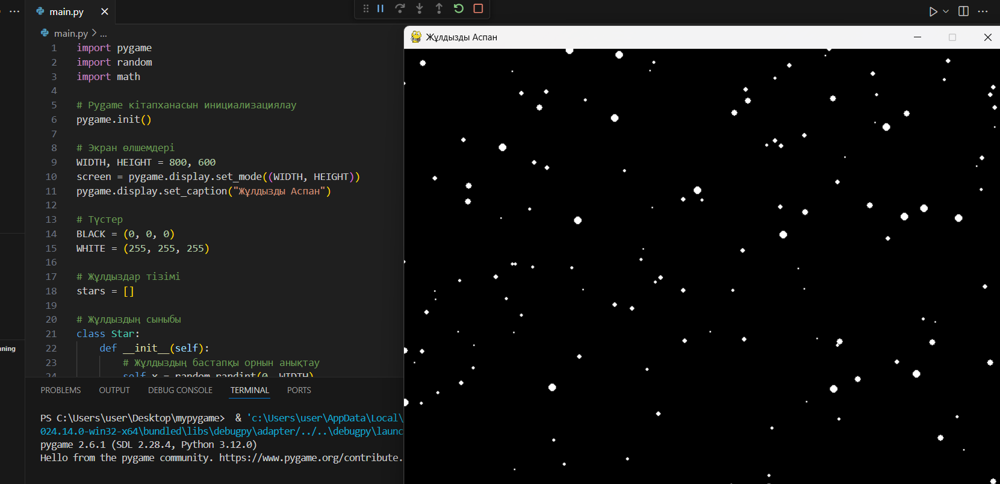 main.py
main.py > ...
Жұлдызды Аспан
1 import pygame
2 import random
3 import math
4
5 # Pygame кітапханасын инициализациялау
6 pygame.init()
7
8 # Экран өлшемдері
9 WIDTH, HEIGHT = 800, 600
10 screen = pygame.display.set_mode((WIDTH, HEIGHT))
11 pygame.display.set_caption("Жұлдызды Аспан")
12
13 # Түстер
14 BLACK = (0, 0, 0)
15 WHITE = (255, 255, 255)
16
17 # Жұлдыздар тізімі
18 stars = []
19
20 # Жұлдыздың сыныбы
21 class Star:
22 def __init__(self):
23 # Жұлдыздың бастапқы орнын анықтау
24 self.x = random.randint(0, WIDTH)
ning
PROBLEMS OUTPUT DEBUG CONSOLE TERMINAL PORTS
PS C:\Users\user\Desktop\mypygame> & 'c:\Users\user\AppData\Local\
024.14.0-win32-x64\bundled\libs\debugpy\adapter/../..\debugpy\launc
pygame 2.6.1 (SDL 2.28.4, Python 3.12.0)
Hello from the pygame community. https://www.pygame.org/contribute.